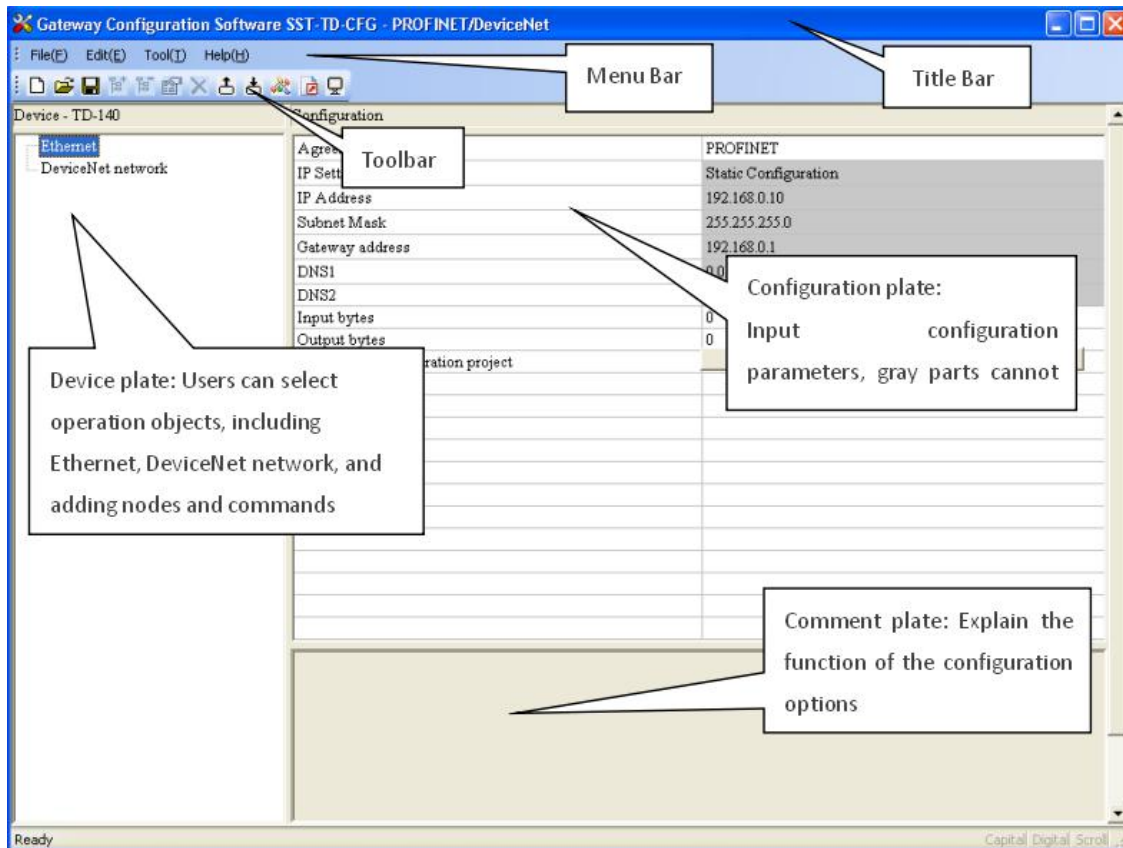 Gateway Configuration Software SST-TD-CFG - PROFINET/DeviceNet
File(F) Edit(E) Tool(T) Help(H)
Menu Bar
Title Bar
Toolbar
Device - TD-140
Configuration
Ethernet
DeviceNet network
PROFINET
Static Configuration
IP Address 192.168.0.10
Subnet Mask 255.255.255.0
Gateway address 192.168.0.1
DNS1
DNS2
Input bytes 0
Output bytes 0
project
Configuration plate:
Input configuration
parameters, gray parts cannot
Device plate: Users can select
operation objects, including
Ethernet, DeviceNet network, and
adding nodes and commands
Comment plate: Explain the
function of the configuration
options
Ready
Capital Digital Scroll